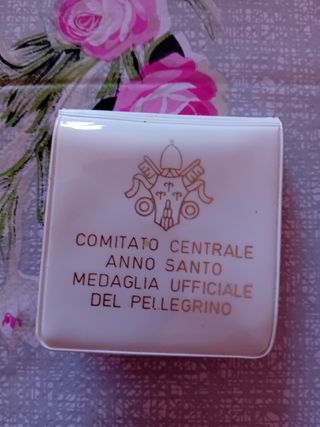 COMITATO CENTRALE
ANNO SANTO
MEDAGLIA UFFICIALE
DEL PELLEGRINO